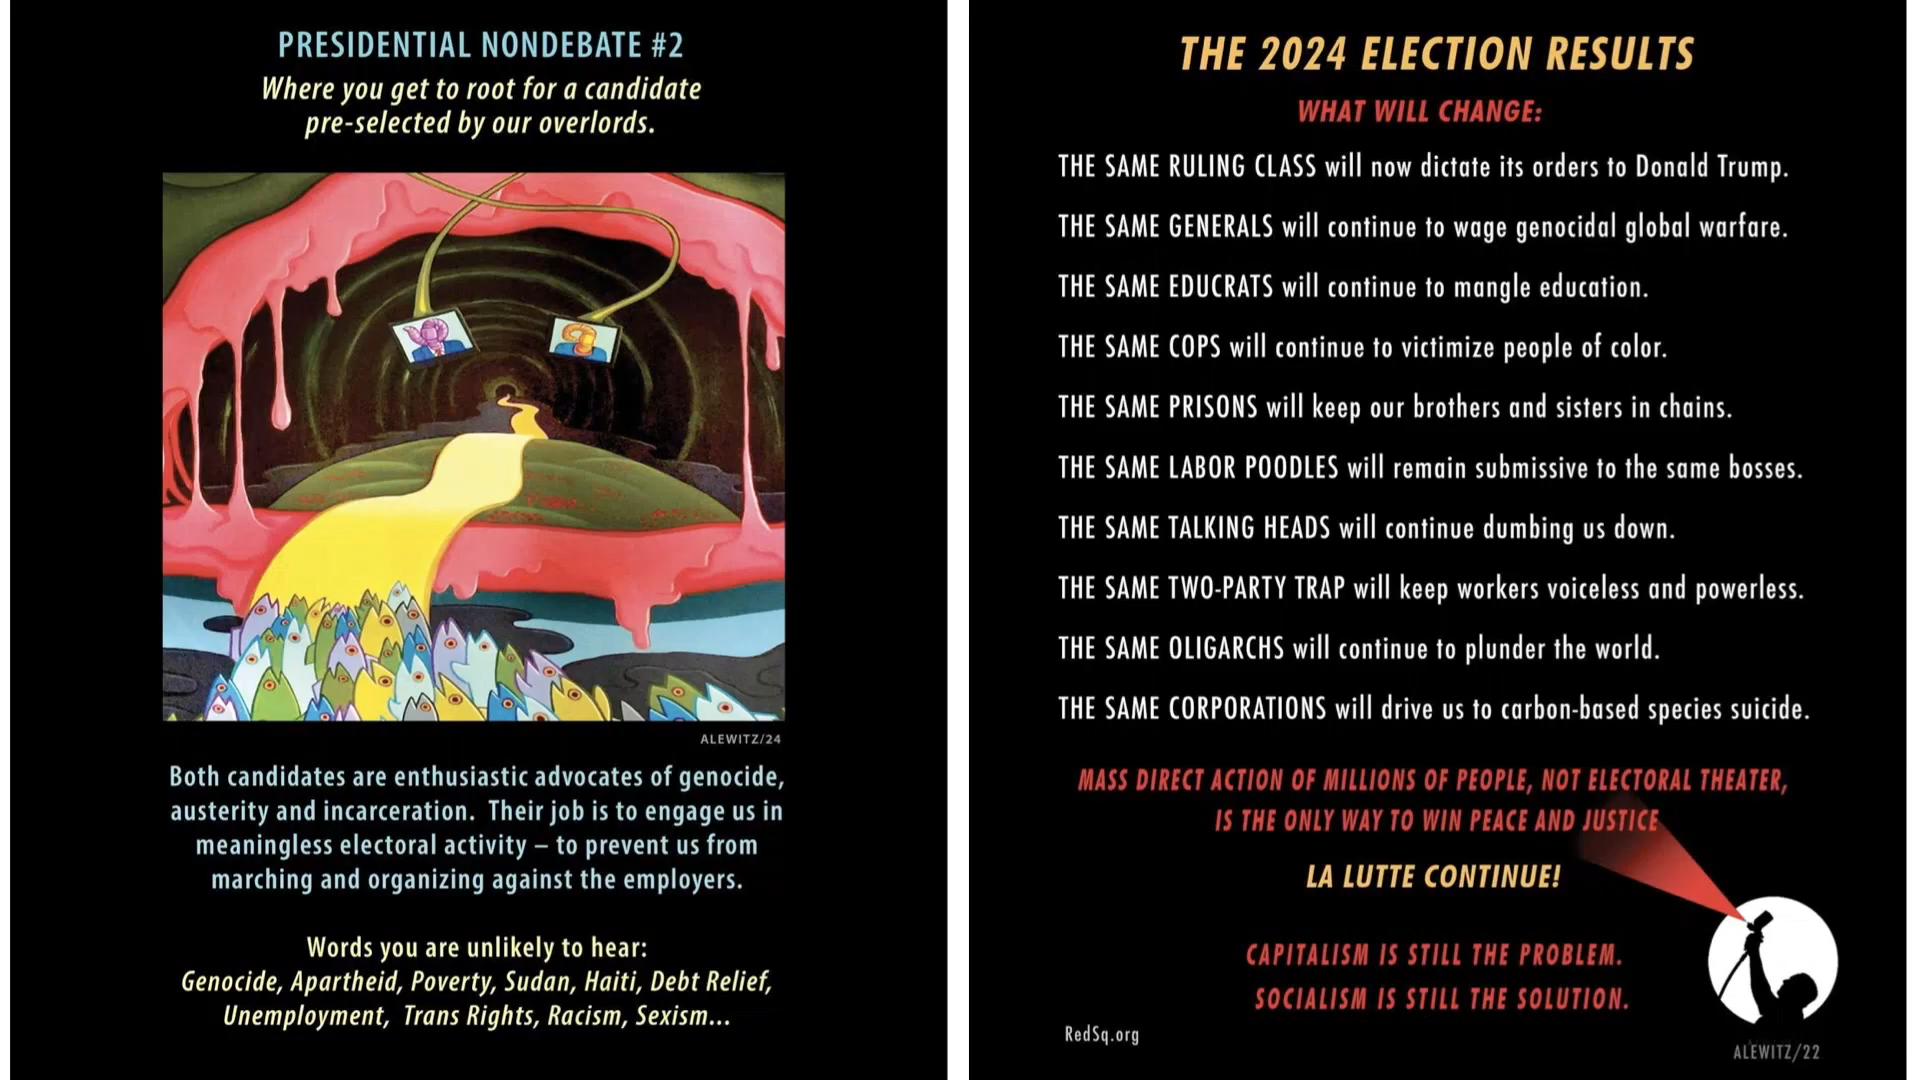 PRESIDENTIAL NONDEBATE #2
Where you get to root for a candidate
pre-selected by our overlords.
ALEWITZ/24
Both candidates are enthusiastic advocates of genocide,
austerity and incarceration. Their job is to engage us in
meaningless electoral activity – to prevent us from
marching and organizing against the employers.
Words you are unlikely to hear:
Genocide, Apartheid, Poverty, Sudan, Haiti, Debt Relief,
Unemployment, Trans Rights, Racism, Sexism...
THE 2024 ELECTION RESULTS
WHAT WILL CHANGE:
THE SAME RULING CLASS will now dictate its orders to Donald Trump.
THE SAME GENERALS will continue to wage genocidal global warfare.
THE SAME EDUCRATS will continue to mangle education.
THE SAME COPS will continue to victimize people of color.
THE SAME PRISONS will keep our brothers and sisters in chains.
THE SAME LABOR POODLES will remain submissive to the same bosses.
THE SAME TALKING HEADS will continue dumbing us down.
THE SAME TWO-PARTY TRAP will keep workers voiceless and powerless.
THE SAME OLIGARCHS will continue to plunder the world.
THE SAME CORPORATIONS will drive us to carbon-based species suicide.
MASS DIRECT ACTION OF MILLIONS OF PEOPLE, NOT ELECTORAL THEATER,
IS THE ONLY WAY TO WIN PEACE AND JUSTICE
LA LUTTE CONTINUE!
CAPITALISM IS STILL THE PROBLEM.
SOCIALISM IS STILL THE SOLUTION.
RedSq.org
ALEWITZ/22